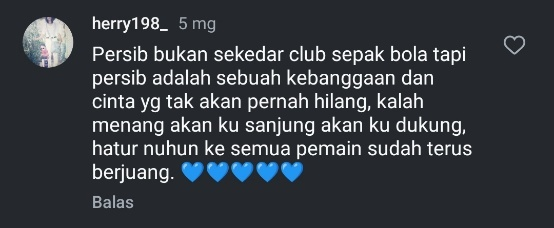 herry198_ 5 mg
Persib bukan sekedar club sepak bola tapi
persib adalah sebuah kebanggaan dan
cinta yg tak akan pernah hilang, kalah
menang akan ku sanjung akan ku dukung,
hatur nuhun ke semua pemain sudah terus
berjuang. 💙💙💙💙💙
Balas